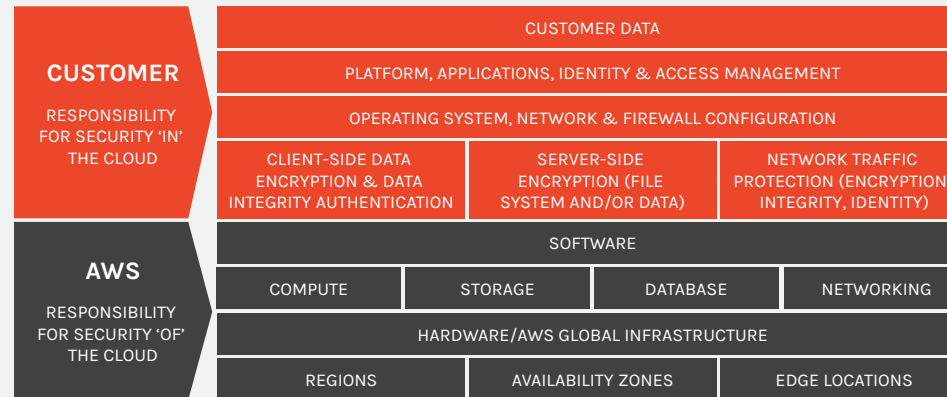 CUSTOMER
RESPONSIBILITY
FOR SECURITY ‘IN’
THE CLOUD
CUSTOMER DATA
PLATFORM, APPLICATIONS, IDENTITY & ACCESS MANAGEMENT
OPERATING SYSTEM, NETWORK & FIREWALL CONFIGURATION
CLIENT-SIDE DATA
ENCRYPTION & DATA
INTEGRITY AUTHENTICATION
SERVER-SIDE
ENCRYPTION (FILE
SYSTEM AND/OR DATA)
NETWORK TRAFFIC
PROTECTION (ENCRYPTION
INTEGRITY, IDENTITY)
AWS
RESPONSIBILITY
FOR SECURITY ‘OF’
THE CLOUD
SOFTWARE
COMPUTE
STORAGE
DATABASE
NETWORKING
HARDWARE/AWS GLOBAL INFRASTRUCTURE
REGIONS
AVAILABILITY ZONES
EDGE LOCATIONS